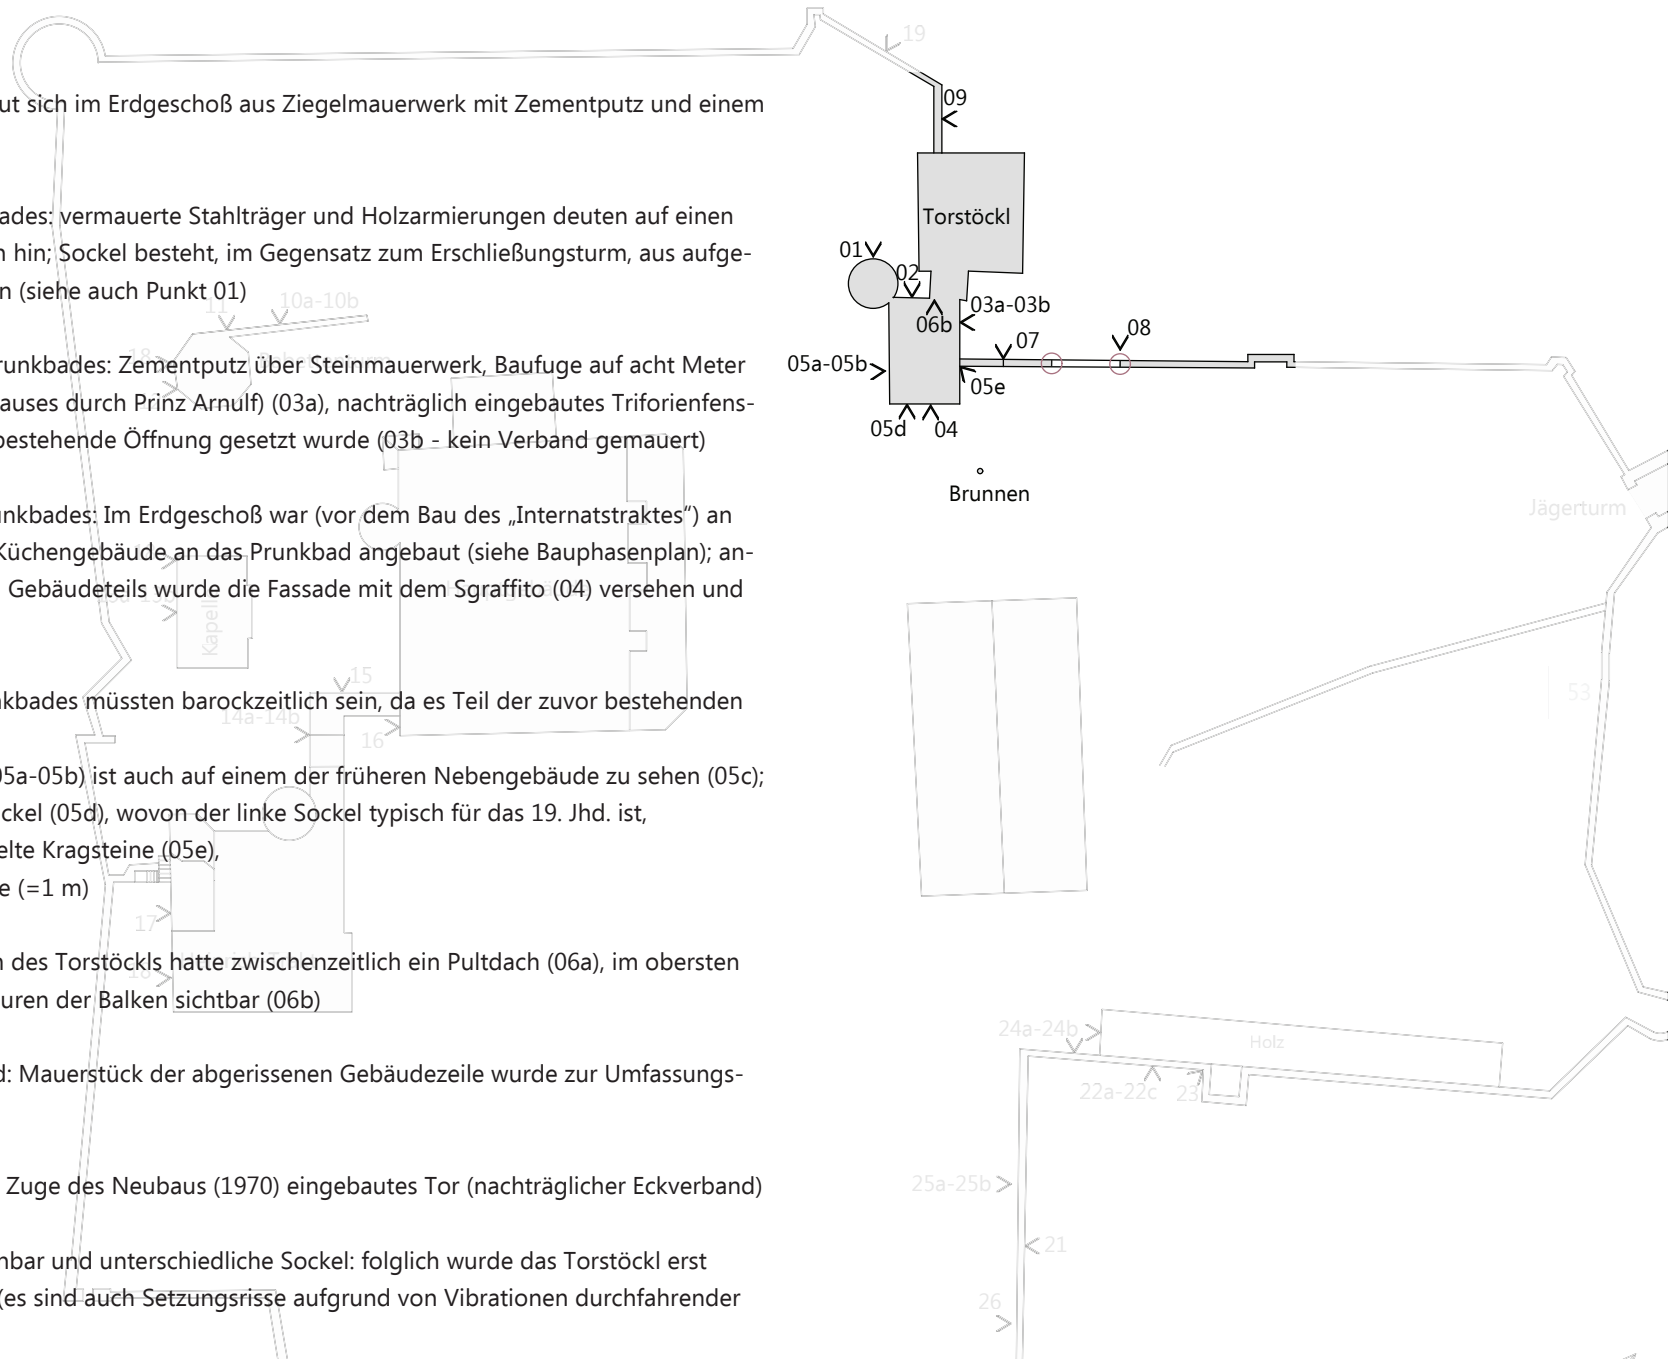 ut sich im Erdgeschoß aus Ziegelmauerwerk mit Zementputz und einem
ades: vermauerte Stahlträger und Holzarmierungen deuten auf einen
n hin; Sockel besteht, im Gegensatz zum Erschließungsturm, aus aufge-
n (siehe auch Punkt 01)
runkbades: Zementputz über Steinmauerwerk, Baufuge auf acht Meter
auses durch Prinz Arnulf) (03a), nachträglich eingebautes Triforienfens-
bestehende Öffnung gesetzt wurde (03b - kein Verband gemauert)
unkbades: Im Erdgeschoß war (vor dem Bau des „Internatstraktes“) an
Küchengebäude an das Prunkbad angebaut (siehe Bauphasenplan); an-
Gebäudeteils wurde die Fassade mit dem Sgraffito (04) versehen und
nkbades müssten barockzeitlich sein, da es Teil der zuvor bestehenden
05a-05b) ist auch auf einem der früheren Nebengebäude zu sehen (05c);
ckel (05d), wovon der linke Sockel typisch für das 19. Jhd. ist,
elte Kragsteine (05e),
e (=1 m)
n des Torstöckls hatte zwischenzeitlich ein Pultdach (06a), im obersten
uren der Balken sichtbar (06b)
d: Mauerstück der abgerissenen Gebäudezeile wurde zur Umfassungs-
Zuge des Neubaus (1970) eingebautes Tor (nachträglicher Eckverband)
nbar und unterschiedliche Sockel: folglich wurde das Torstöckl erst
(es sind auch Setzungsrisse aufgrund von Vibrationen durchfahrender
19
09
Torstöckl
01
02
03a-03b
06b
07
08
05a-05b
05e
05d
04
Brunnen
11
10a-10b
18
Kapelle
15
14a-14b
16
17
18
Jägerturm
53
24a-24b
Holz
22a-22c
23
25a-25b
21
26